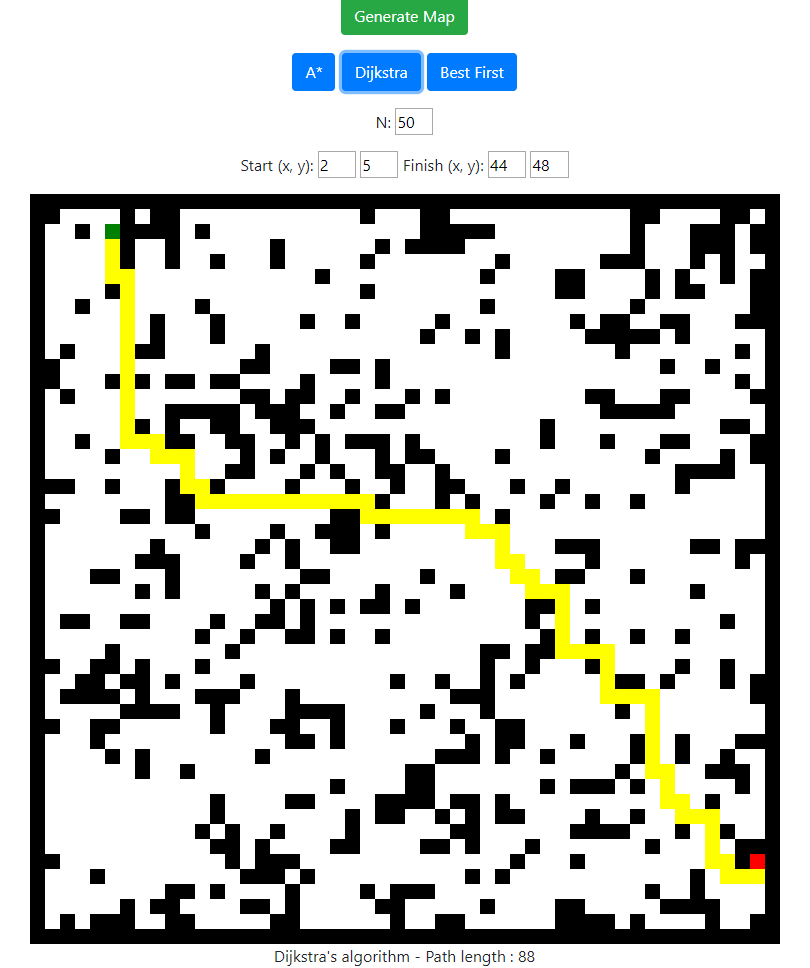 Generate Map
A* Dijkstra Best First
N: 50
Start (x, y): 2 5 Finish (x, y): 44 48
Dijkstra's algorithm - Path length : 88